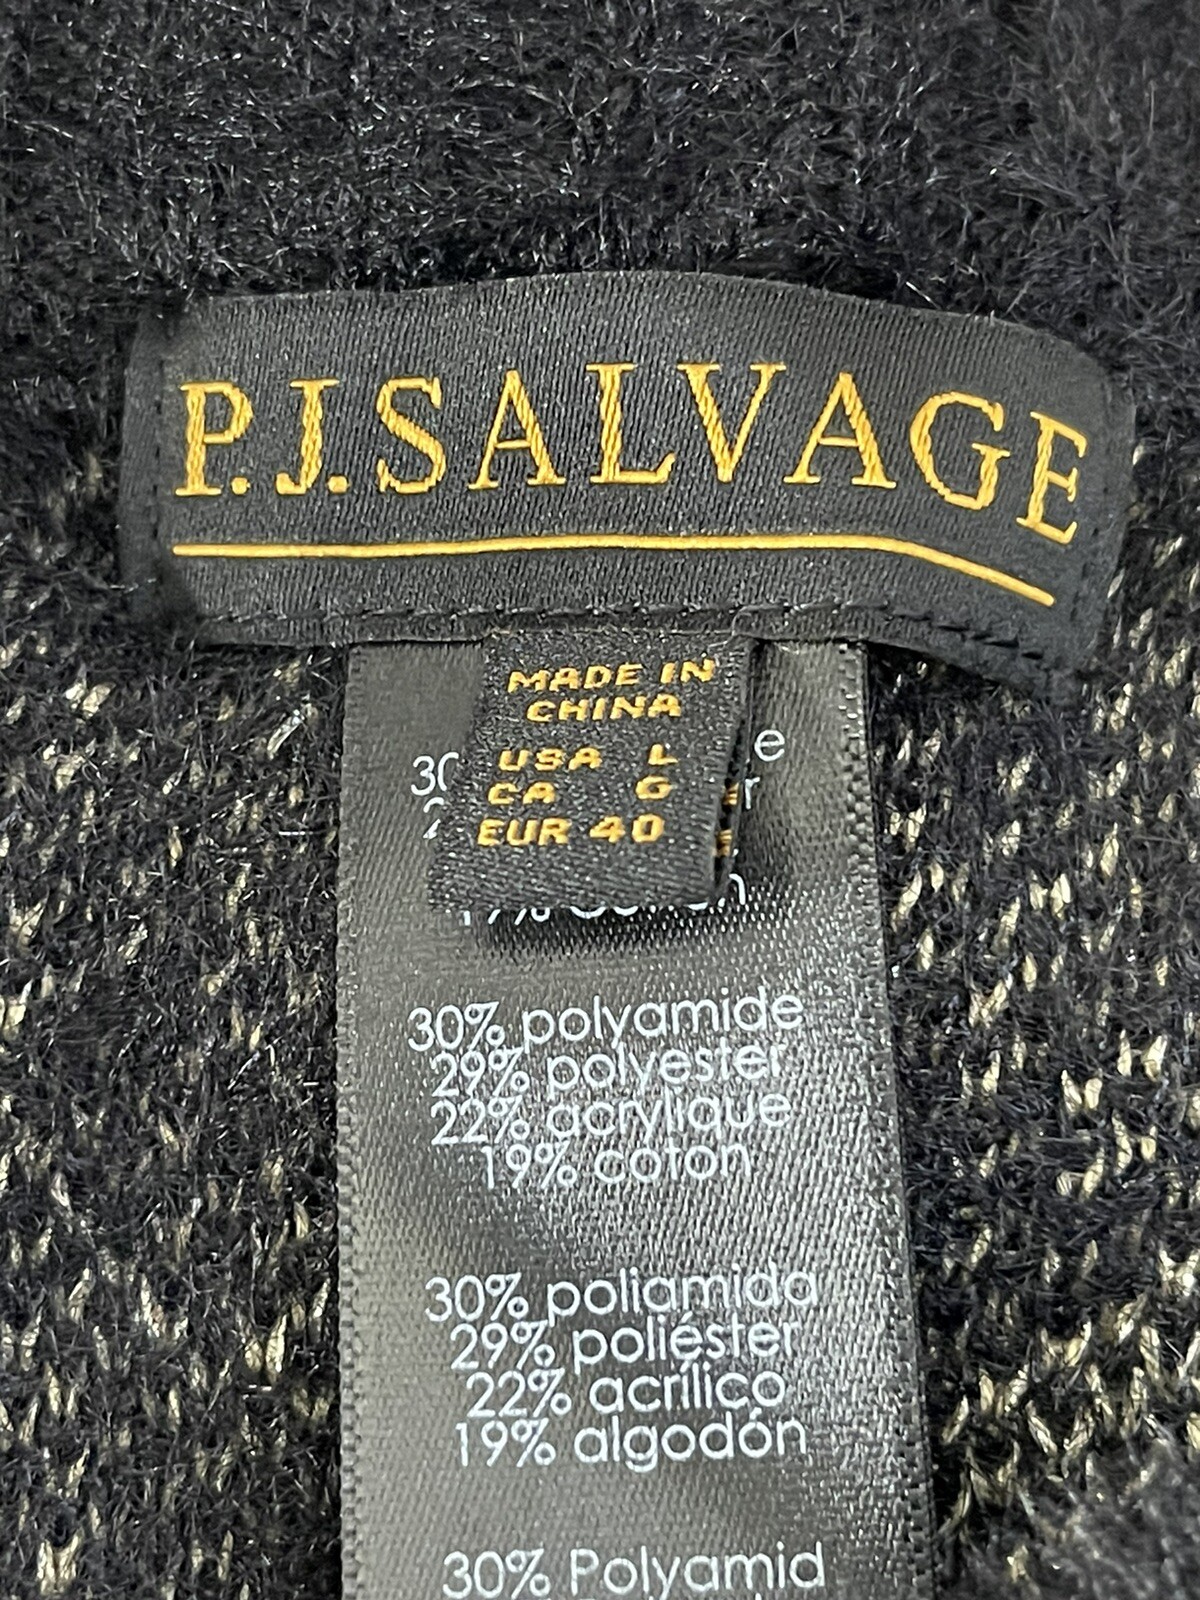 P.J.SALVAGE
MADE IN
CHINA
USA L
CA G
EUR 40
30% polyamide
29% polyester
22% acrylique
19% coton
30% poliamida
29% poliéster
22% acrílico
19% algodón
30% Polyamid